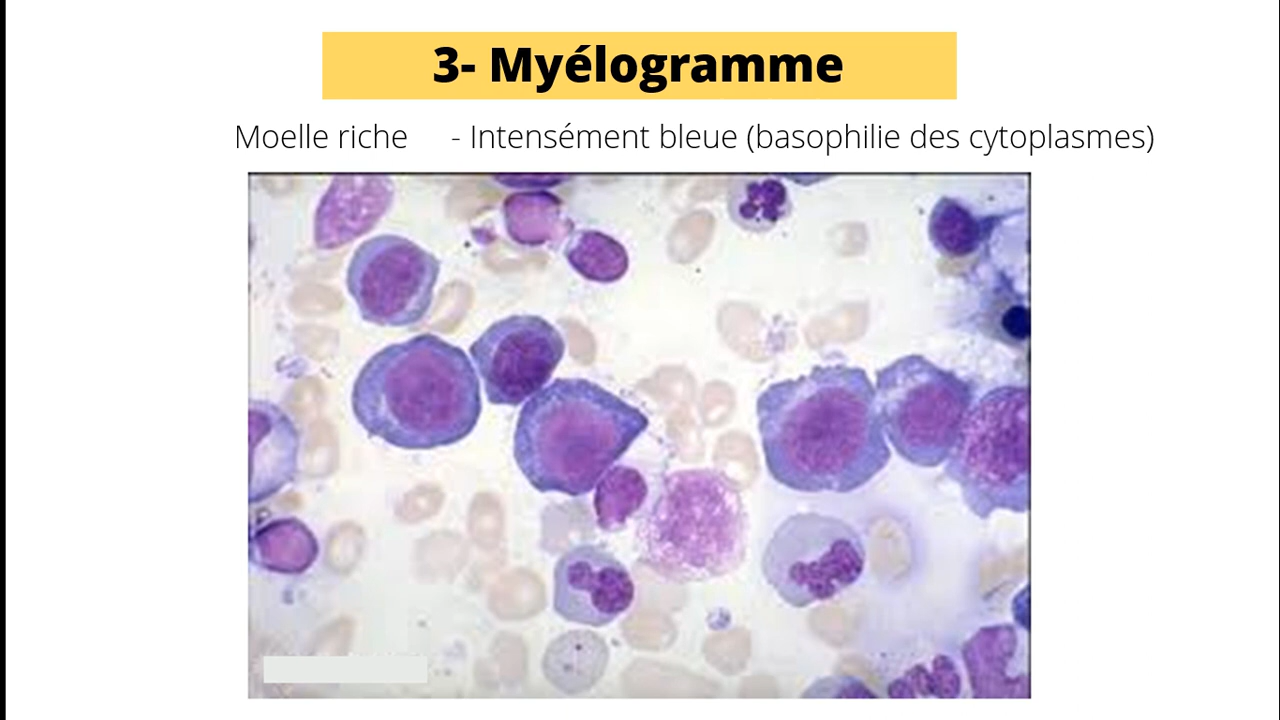 3- Myélogramme
Moelle riche - Intensément bleue (basophilie des cytoplasmes)